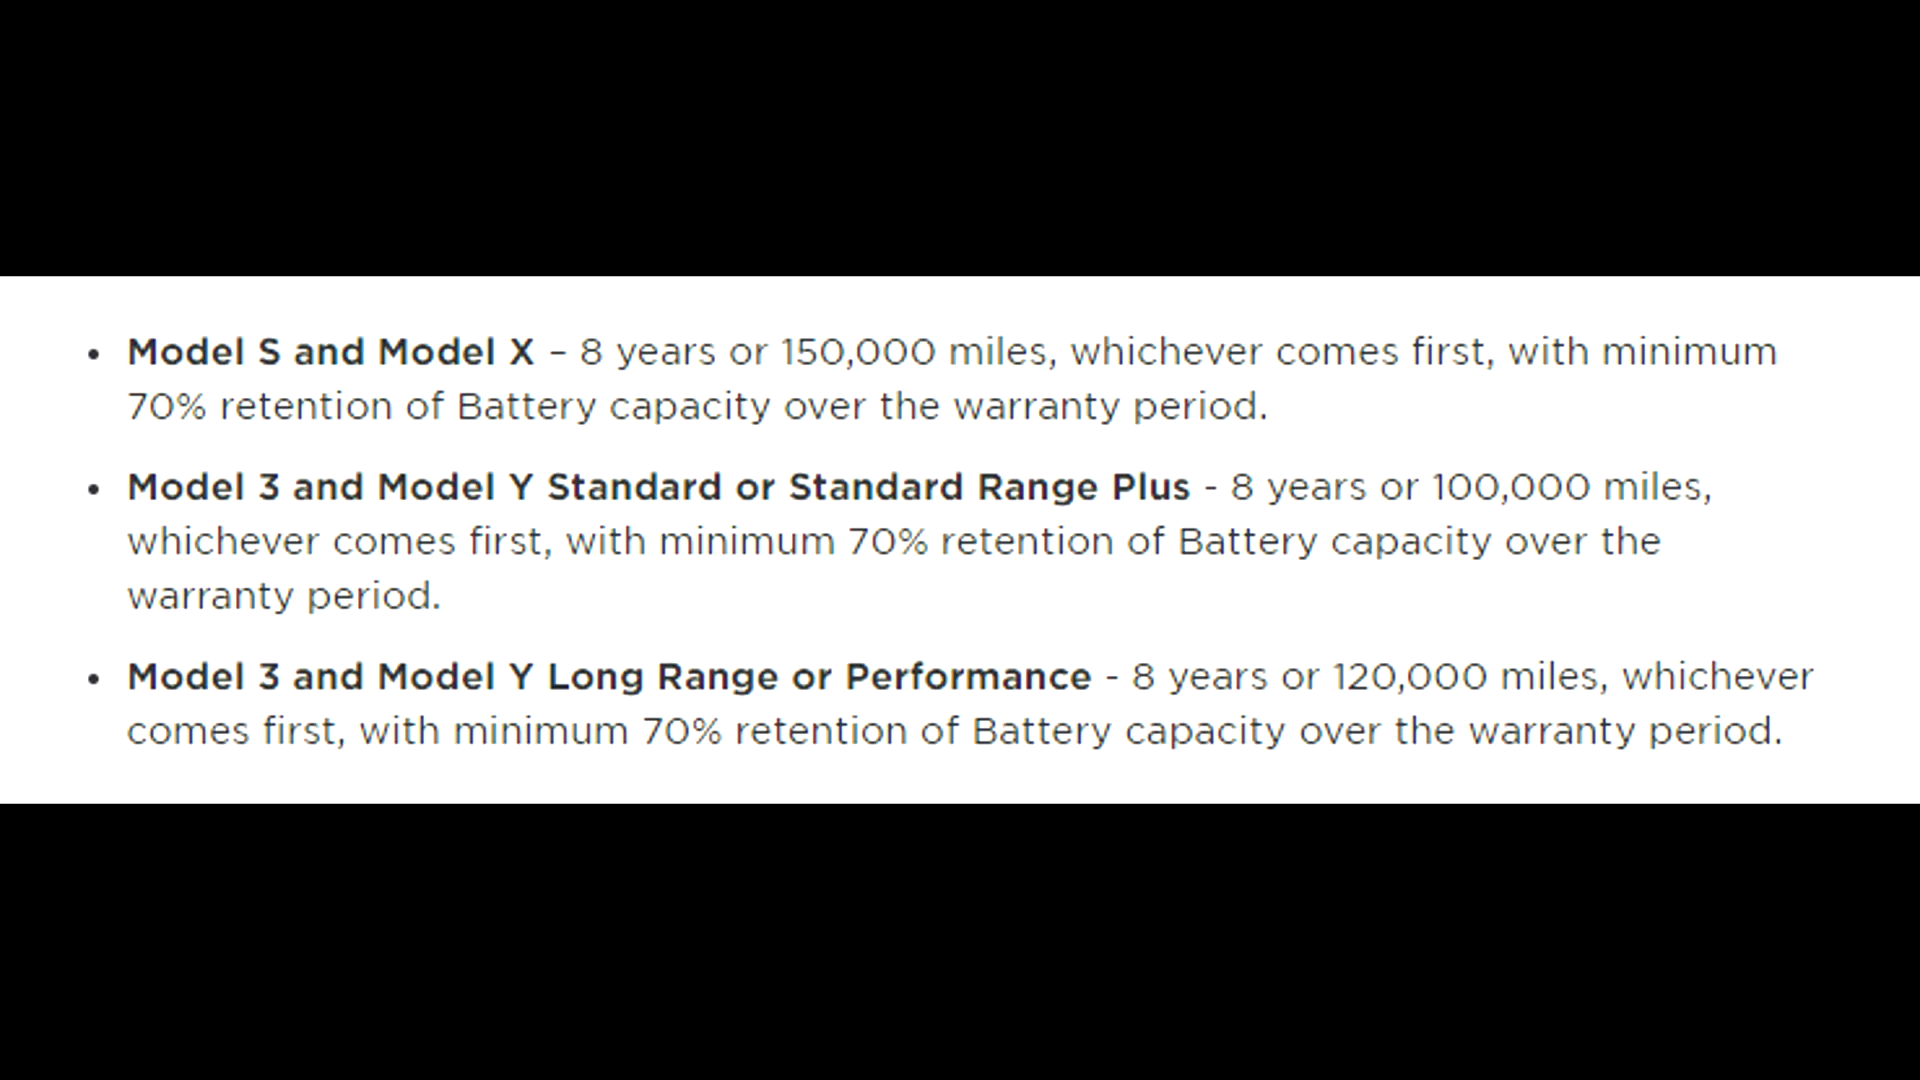 • Model S and Model X – 8 years or 150,000 miles, whichever comes first, with minimum
70% retention of Battery capacity over the warranty period.
• Model 3 and Model Y Standard or Standard Range Plus - 8 years or 100,000 miles,
whichever comes first, with minimum 70% retention of Battery capacity over the
warranty period.
• Model 3 and Model Y Long Range or Performance - 8 years or 120,000 miles, whichever
comes first, with minimum 70% retention of Battery capacity over the warranty period.